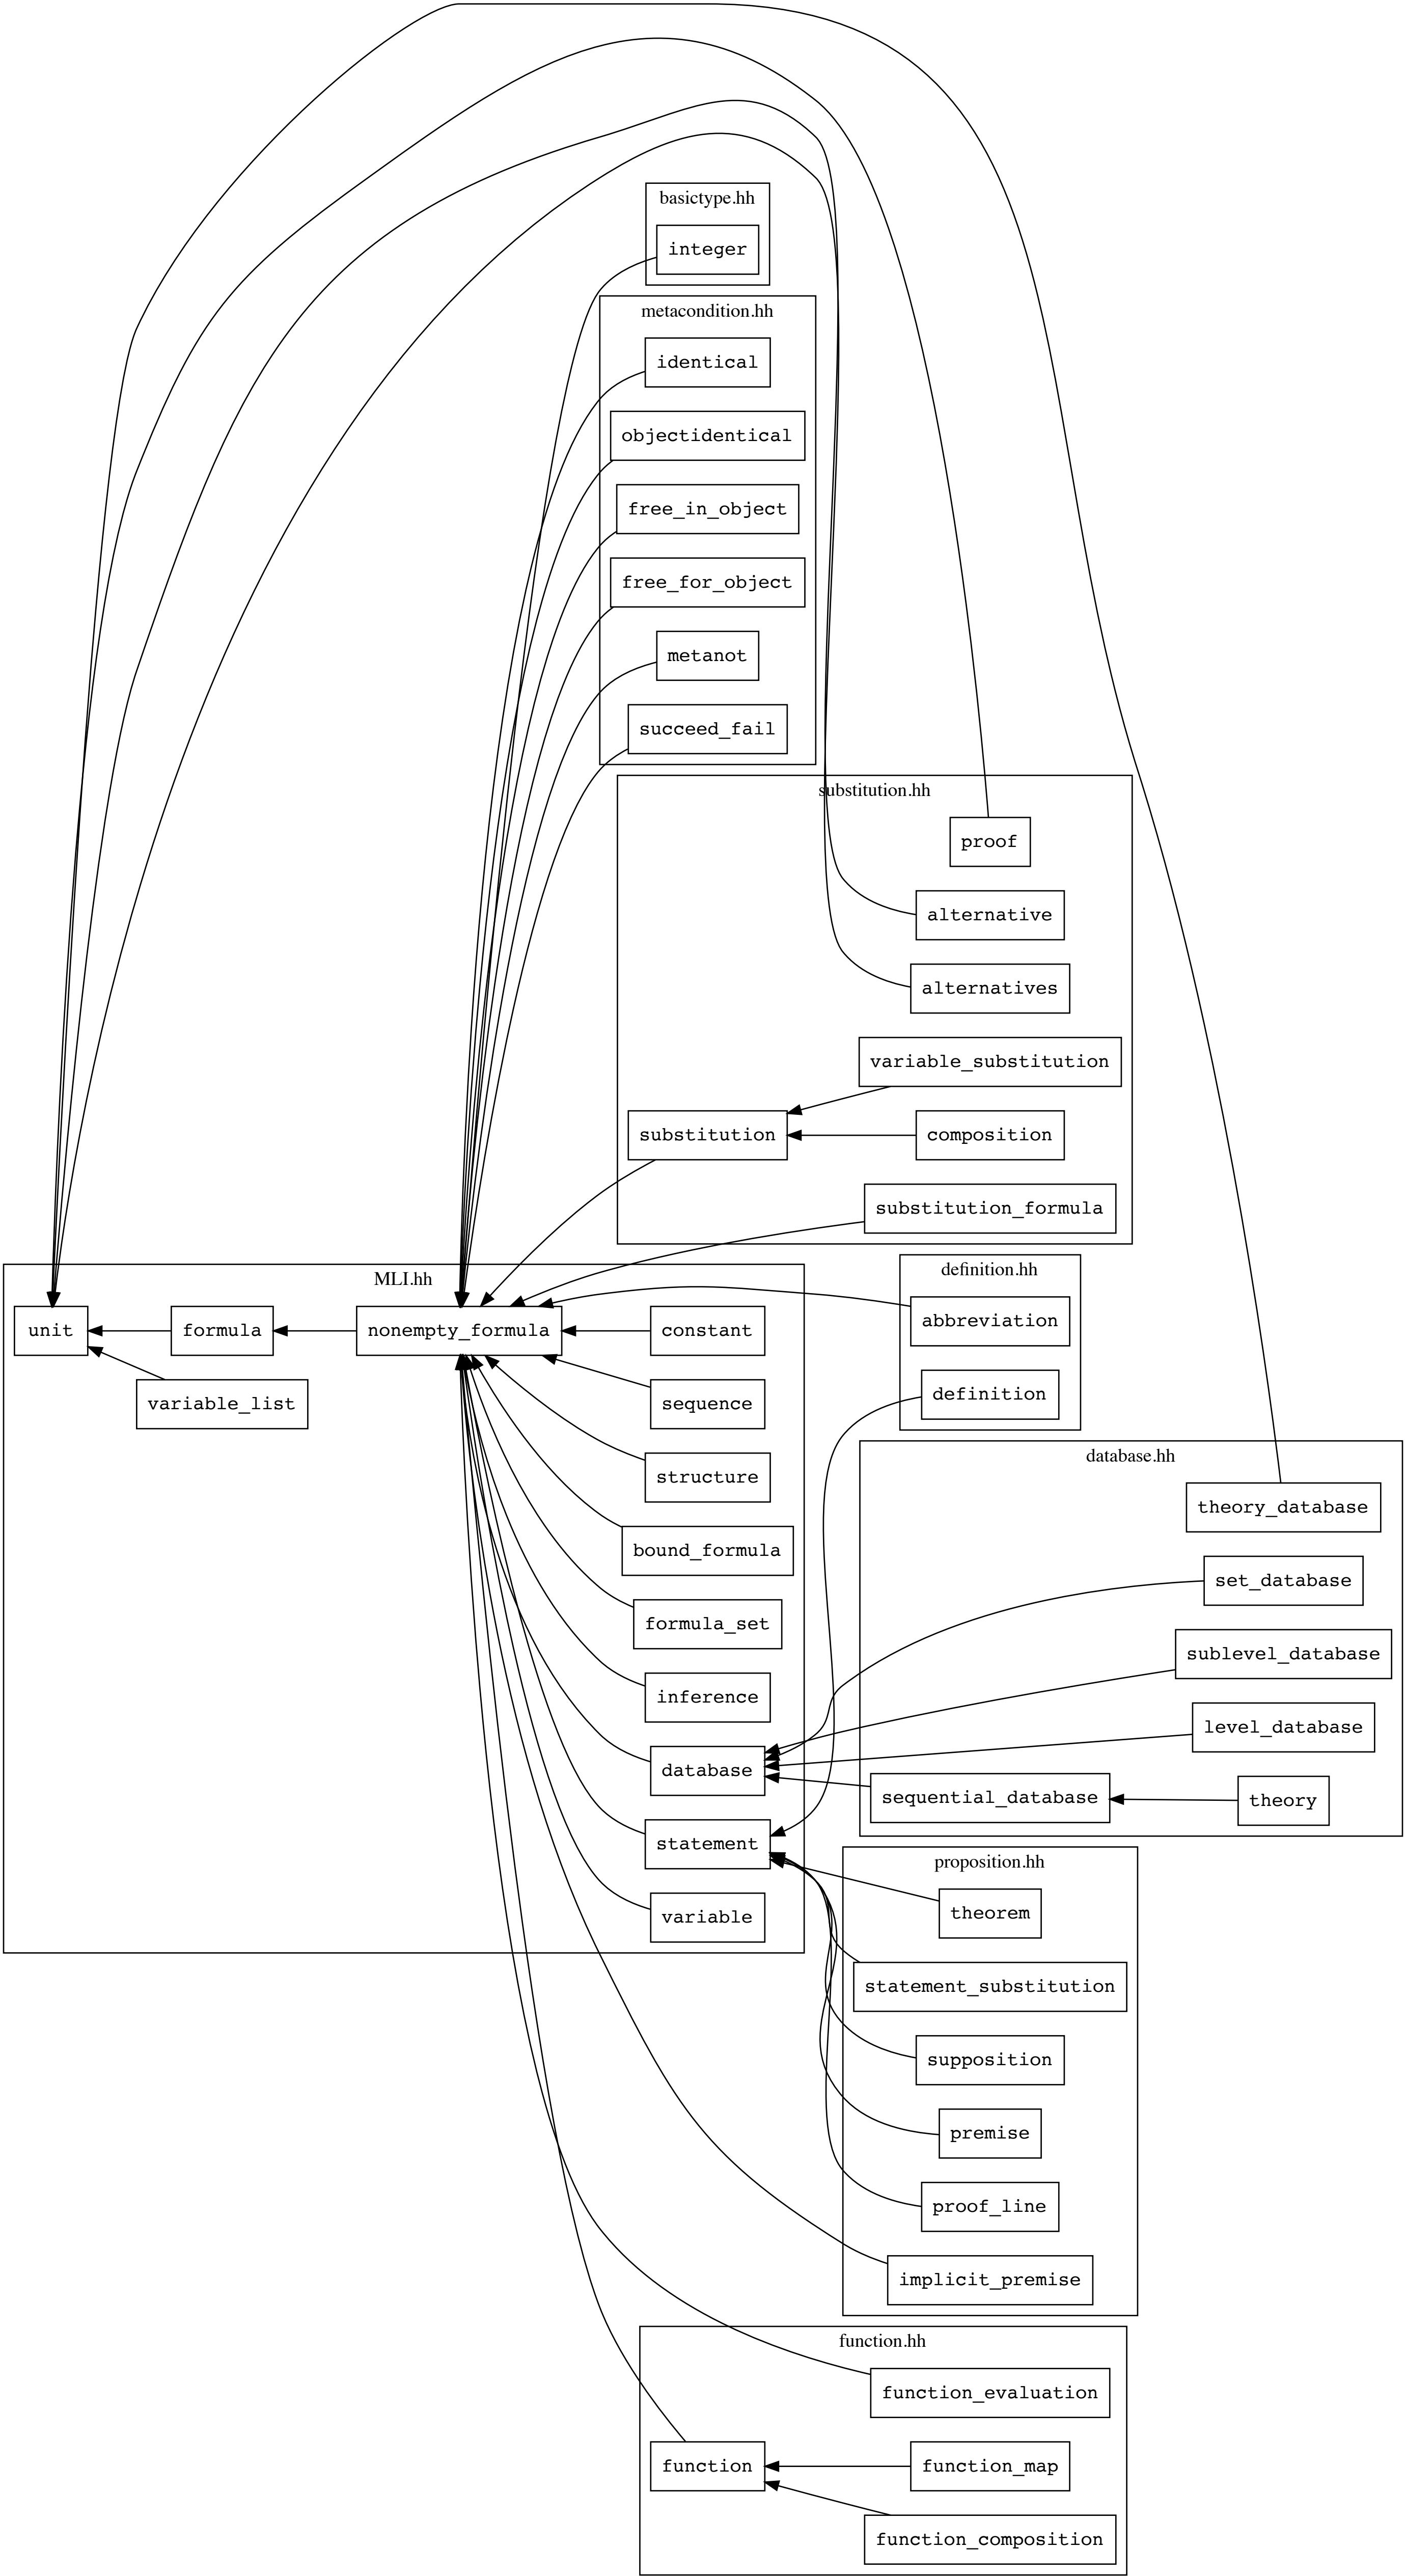 basictype.hh
integer
metacondition.hh
identical
objectidentical
free_in_object
free_for_object
metanot
succeed_fail
substitution.hh
proof
alternative
alternatives
variable_substitution
substitution
composition
substitution_formula
MLI.hh
unit
formula
nonempty_formula
constant
variable_list
sequence
structure
bound_formula
formula_set
inference
database
statement
variable
definition.hh
abbreviation
definition
database.hh
theory_database
set_database
sublevel_database
level_database
sequential_database
theory
proposition.hh
theorem
statement_substitution
supposition
premise
proof_line
implicit_premise
function.hh
function_evaluation
function
function_map
function_composition